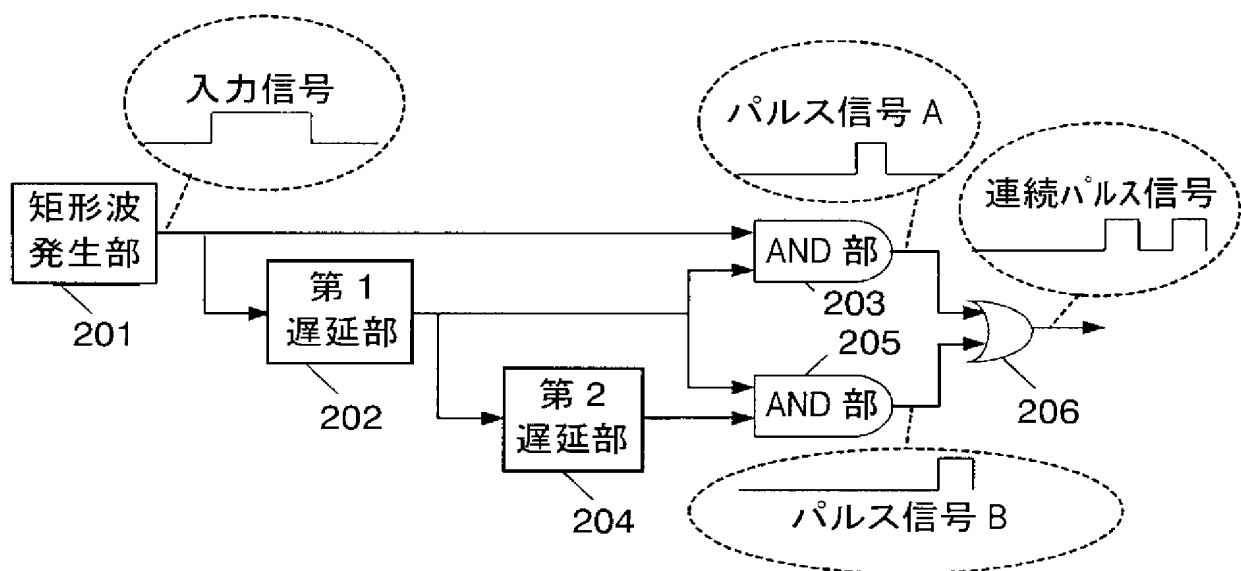 入力信号
パルス信号 A
連続パルス信号
矩形波
発生部
201
第 1
遅延部
202
AND 部
203
205
AND 部
206
第 2
遅延部
204
パルス信号 B